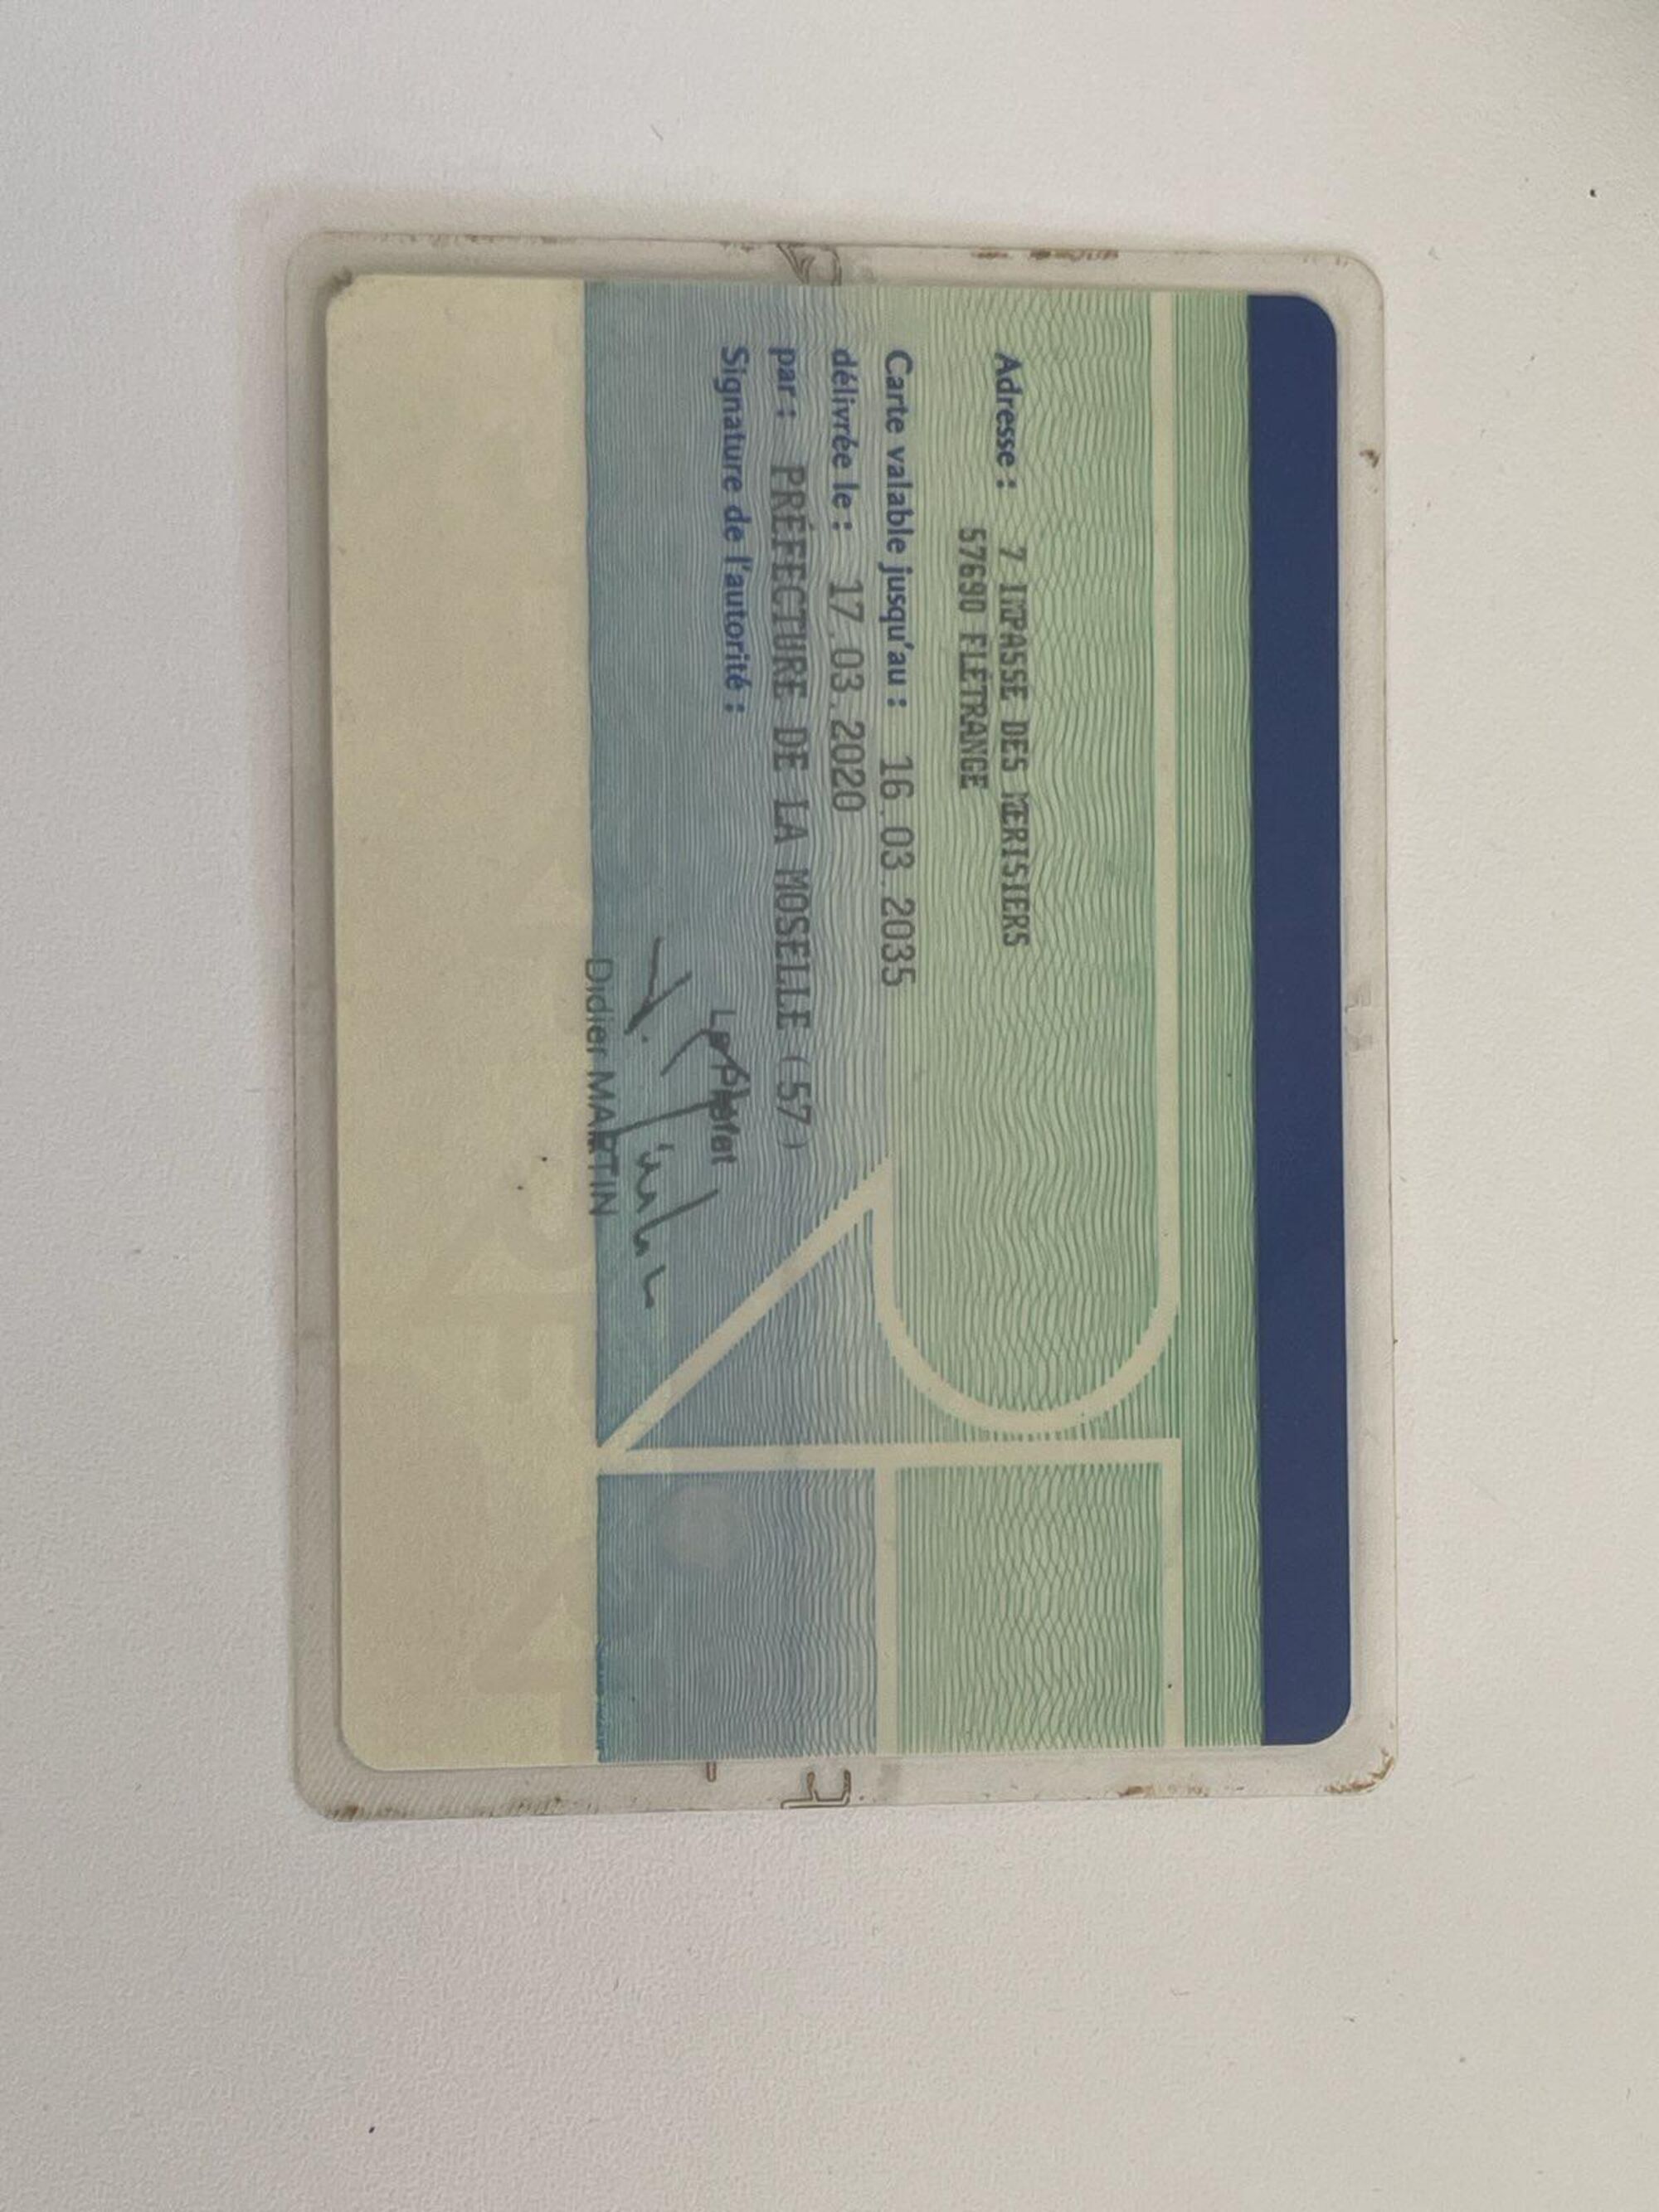 Adresse : 7 IMPASSE DES MERISIERS
57690 FLÉTRANGE
Carte valable jusqu'au : 16.03.2035
délivrée le : 17.03.2020
par : PRÉFECTURE DE LA MOSELLE (57)
Signature de l'autorité :
Le Préfet
Didier MARTIN